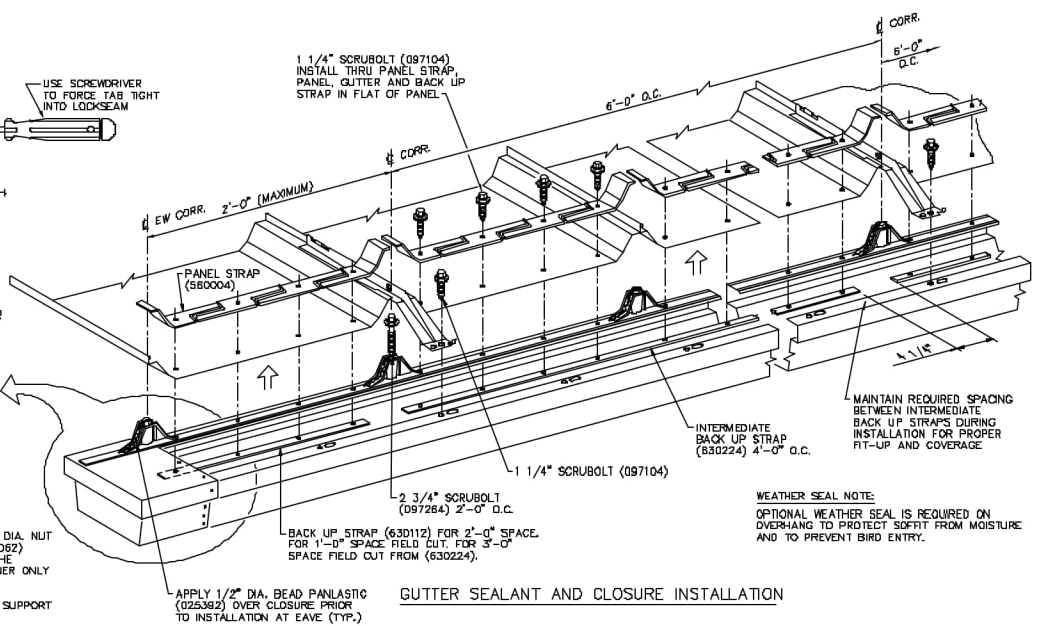 USE SCREWDRIVER
TO FORCE TAB TIGHT
INTO LOCKSEAM
1 1/4" SCRUBOLT (097104)
INSTALL THRU PANEL STRAP,
PANEL, GUTTER AND BACK UP
STRAP IN FLAT OF PANEL
℄ CORR.
6'-0"
O.C.
6'-0" O.C.
℄ CORR.
℄ EW CORR.
2'-0" (MAXIMUM)
PANEL STRAP
(560004)
4 1/4"
MAINTAIN REQUIRED SPACING
BETWEEN INTERMEDIATE
BACK UP STRAPS DURING
INSTALLATION FOR PROPER
FIT-UP AND COVERAGE
INTERMEDIATE
BACK UP STRAP
(630224) 4'-0" O.C.
1 1/4" SCRUBOLT (097104)
2 3/4" SCRUBOLT
(097264) 2'-0" O.C.
BACK UP STRAP (630112) FOR 2'-0" SPACE.
FOR 1'-0" SPACE FIELD CUT. FOR 3'-0"
SPACE FIELD CUT FROM (630224).
WEATHER SEAL NOTE:
OPTIONAL WEATHER SEAL IS REQUIRED ON
OVERHANG TO PROTECT SOFFIT FROM MOISTURE
AND TO PREVENT BIRD ENTRY.
DIA. NUT
062)
HE
NER ONLY
SUPPORT
APPLY 1/2" DIA. BEAD PANLASTIC
(025392) OVER CLOSURE PRIOR
TO INSTALLATION AT EAVE (TYP.)
GUTTER SEALANT AND CLOSURE INSTALLATION